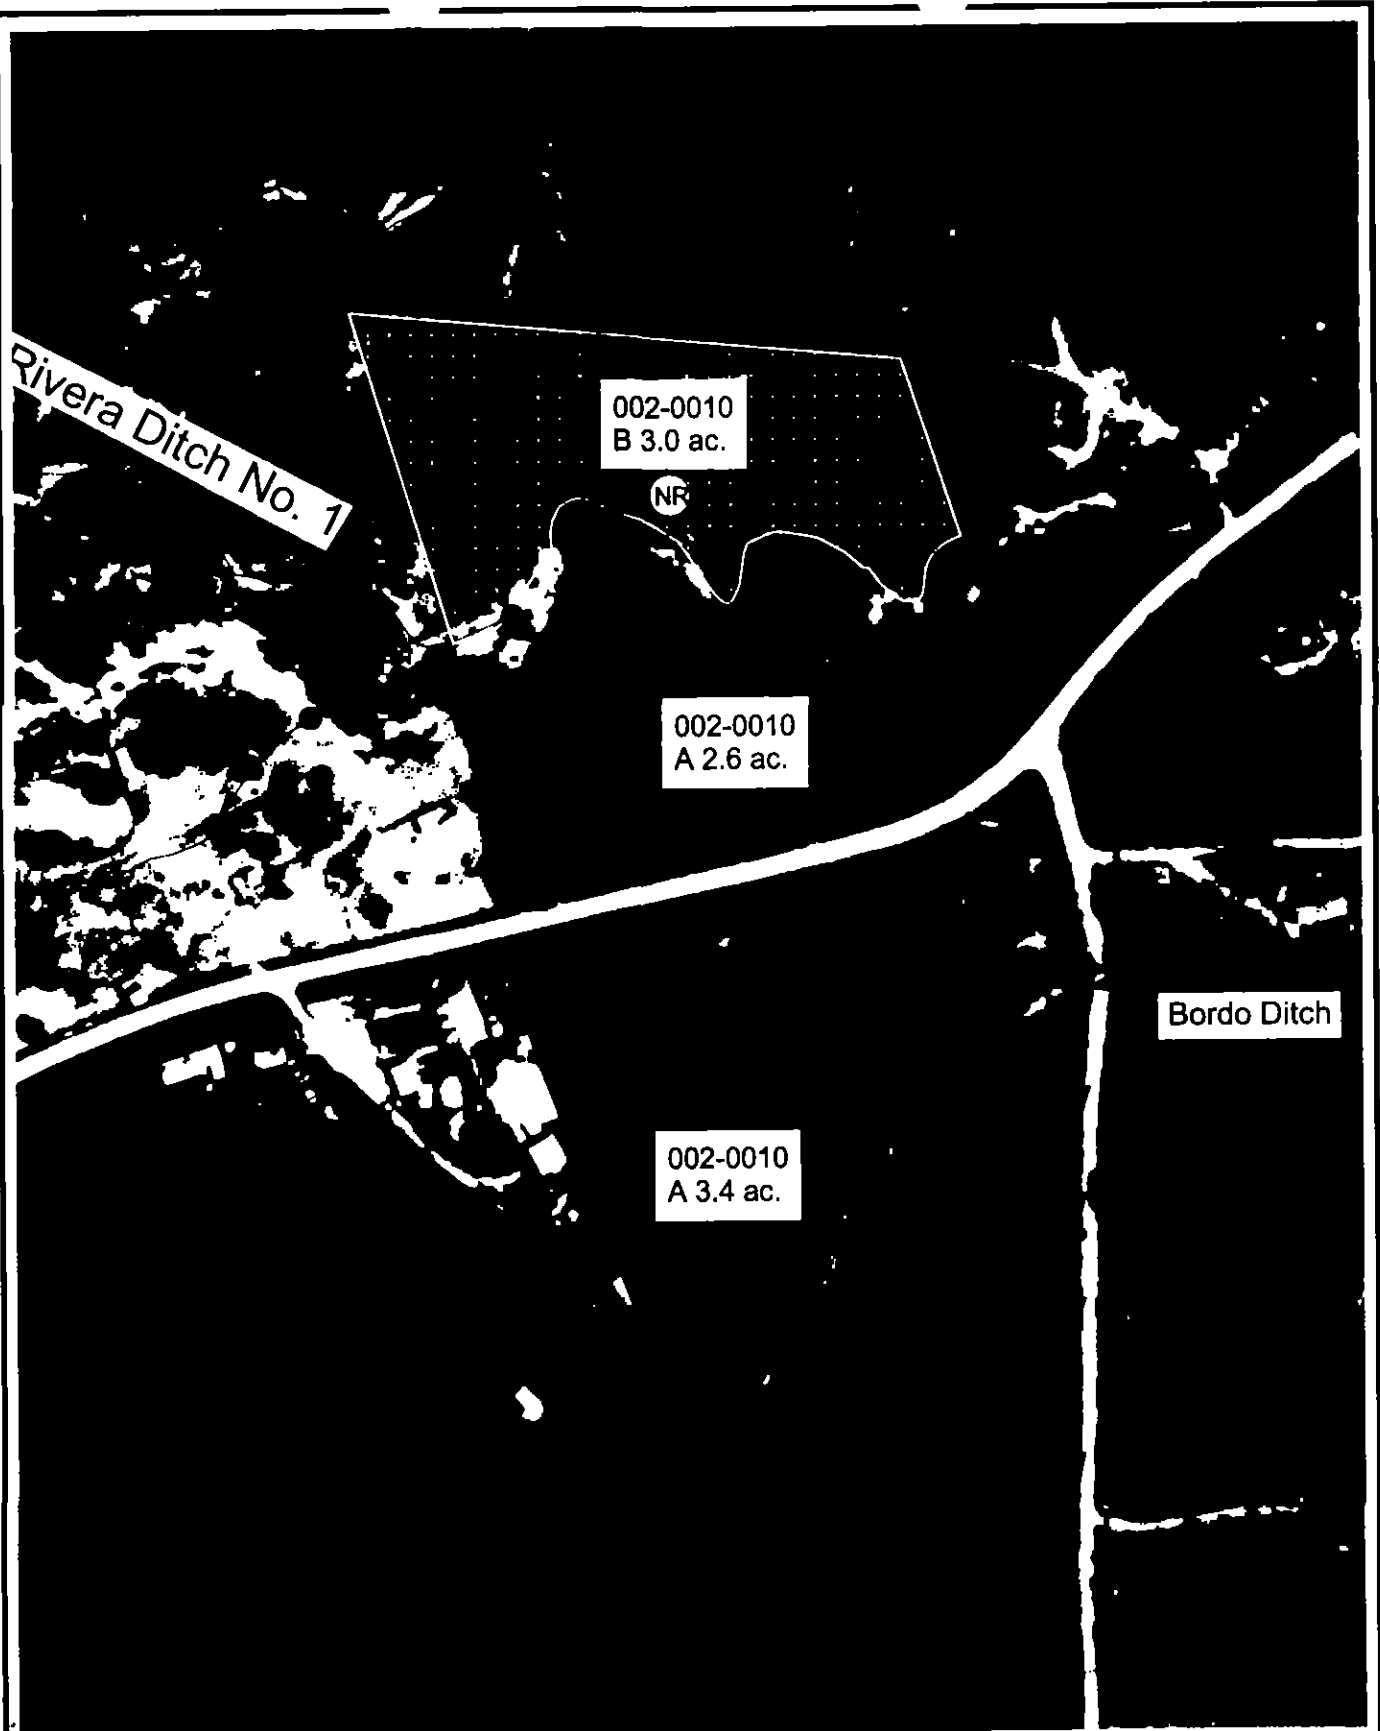 Rivera Ditch No. 1
002-0010
B 3.0 ac.
NR
002-0010
A 2.6 ac.
Bordo Ditch
002-0010
A 3.4 ac.